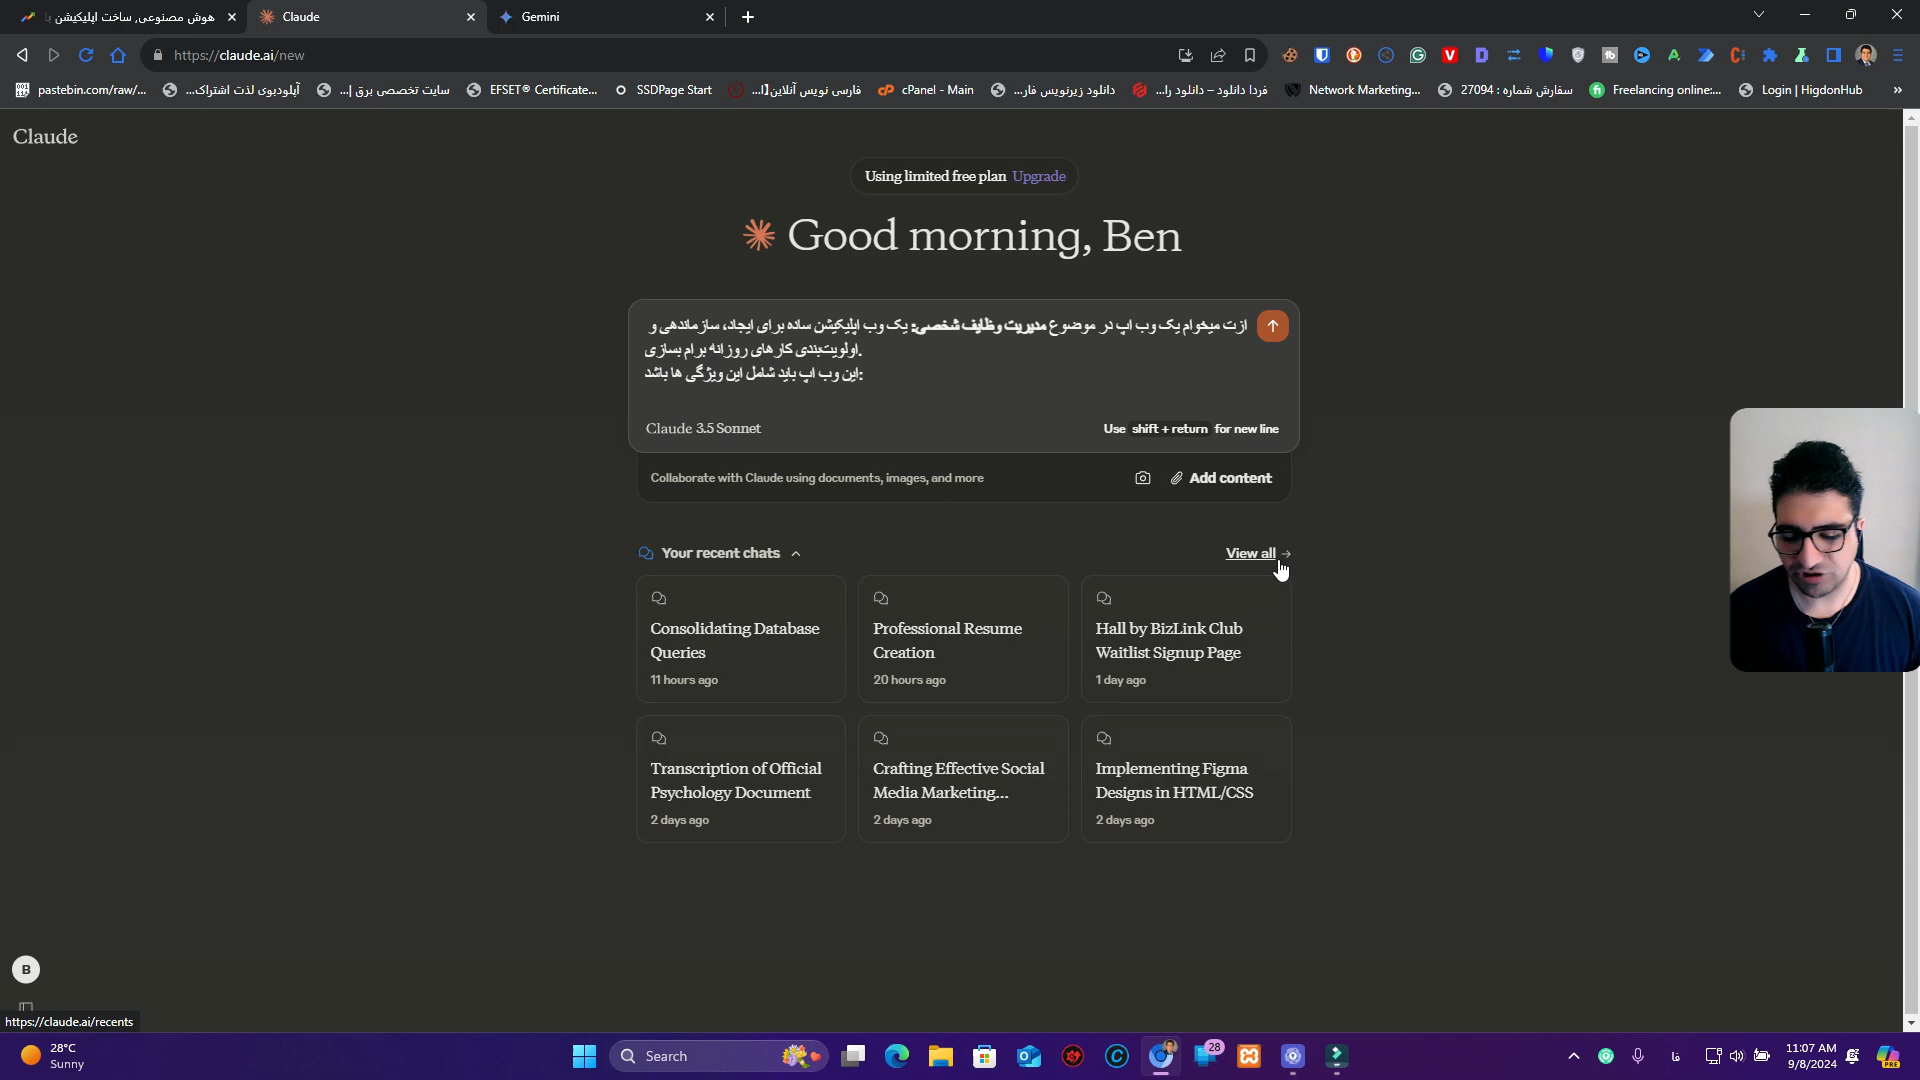 هوش مصنوعی, ساخت اپلیکیشن با
Claude
Gemini
https://claude.ai/new
pastebin.com/raw/...
آپلودبوی لذت اشتراک...
سایت تخصصی برق |...
EFSET® Certificate...
SSDPage Start
فارسی نویس آنلاین【ا...
cPanel - Main
دانلود زیرنویس فار...
فردا دانلود – دانلود را...
Network Marketing...
سفارش شماره : 27094
Freelancing online:...
Login | HigdonHub
»
Claude
Using limited free plan Upgrade
Good morning, Ben
ازت میخوام یک وب اپ در موضوع مدیریت وظایف شخصی: یک وب اپلیکیشن ساده برای ایجاد، سازماندهی و
اولویت‌بندی کارهای روزانه برام بسازی.
این وب اپ باید شامل این ویژگی ها باشد:
Claude 3.5 Sonnet
Use shift + return for new line
Collaborate with Claude using documents, images, and more
Add content
Your recent chats
View all →
Consolidating Database
Queries
11 hours ago
Professional Resume
Creation
20 hours ago
Hall by BizLink Club
Waitlist Signup Page
1 day ago
Transcription of Official
Psychology Document
2 days ago
Crafting Effective Social
Media Marketing...
2 days ago
Implementing Figma
Designs in HTML/CSS
2 days ago
B
https://claude.ai/recents
28°C
Sunny
Search
28
فا
11:07 AM
9/8/2024
PRE